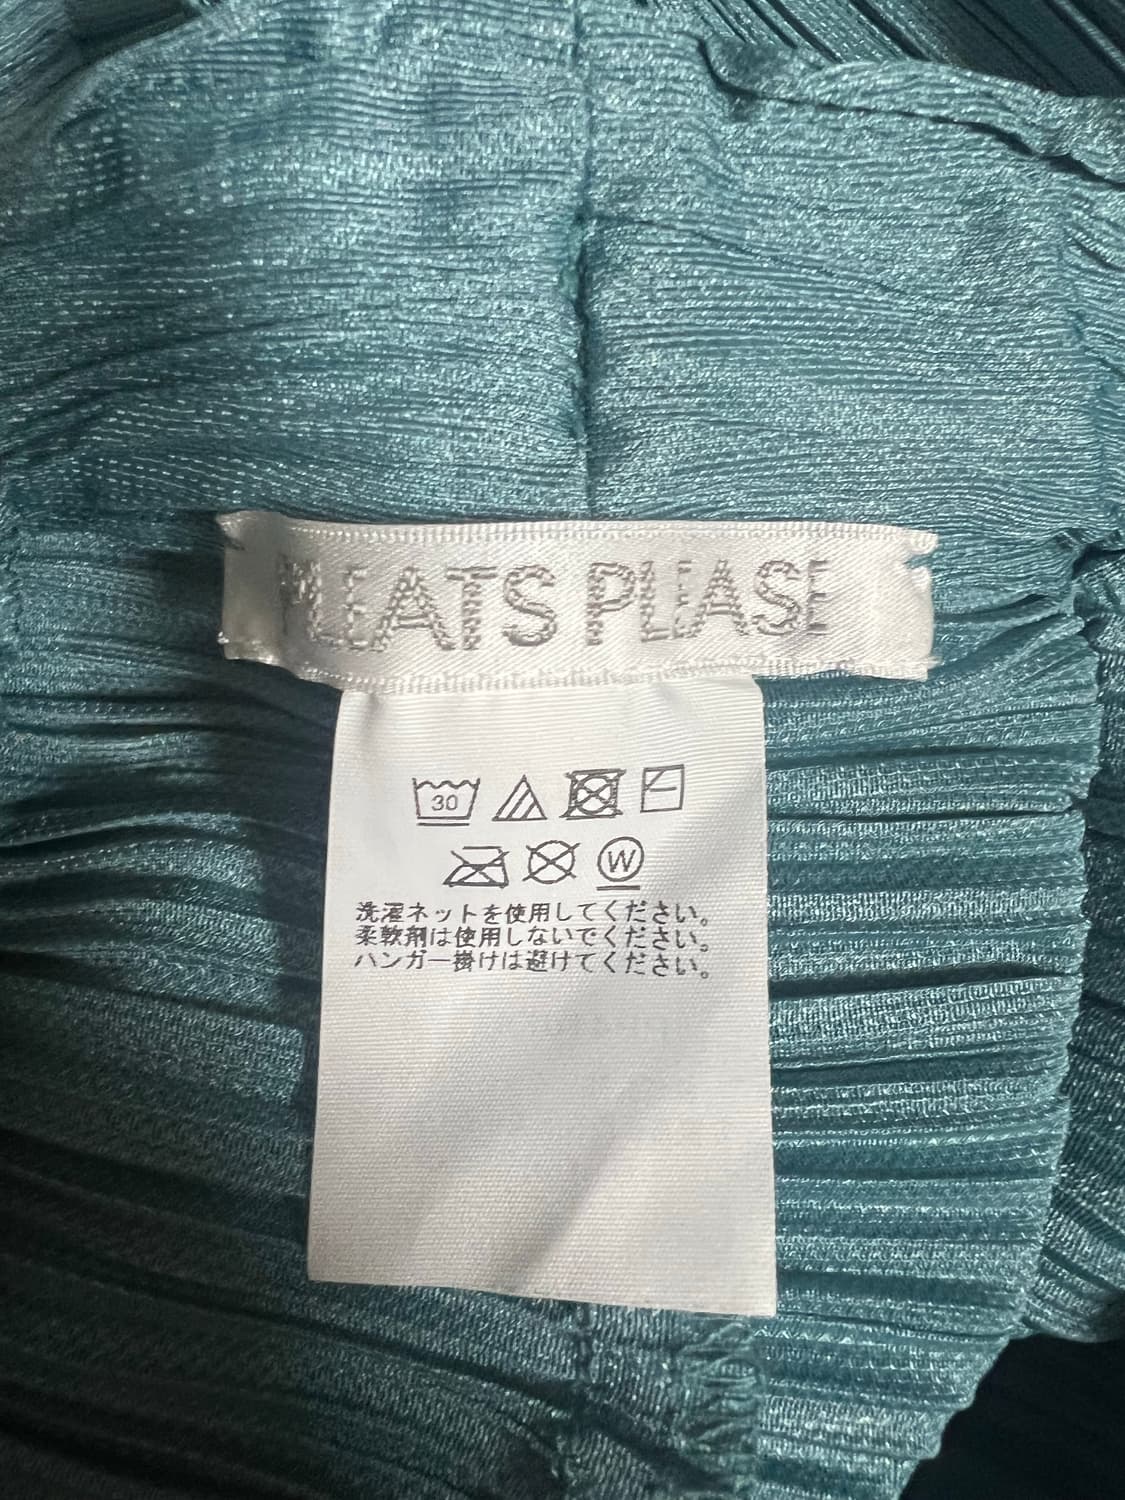 PLEATS PLEASE
30
W
洗濯ネットを使用してください。
柔軟剤は使用しないでください。
ハンガー掛けは避けてください。